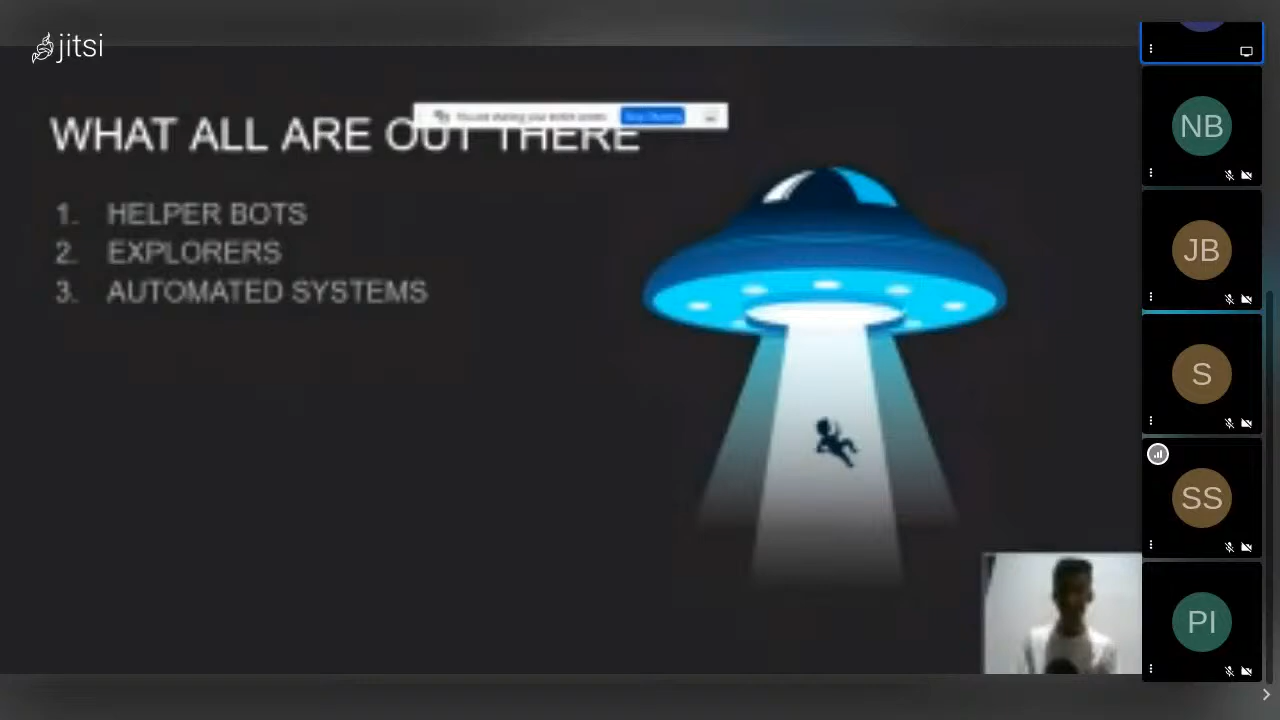 jitsi
WHAT ALL ARE OUT THERE
1. HELPER BOTS
2. EXPLORERS
3. AUTOMATED SYSTEMS
NB
JB
S
SS
PI